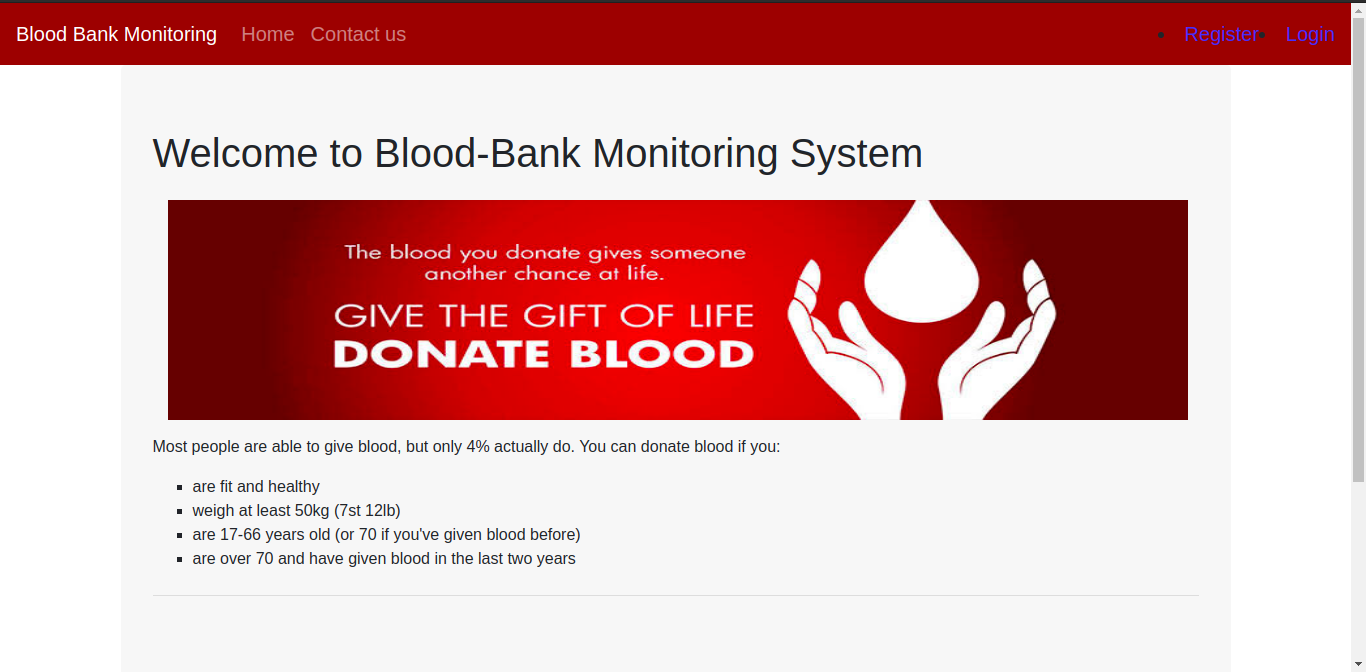 Blood Bank Monitoring Home Contact us Register Login
Welcome to Blood-Bank Monitoring System
The blood you donate gives someone
another chance at life.
GIVE THE GIFT OF LIFE
DONATE BLOOD
Most people are able to give blood, but only 4% actually do. You can donate blood if you:
are fit and healthy
weigh at least 50kg (7st 12lb)
are 17-66 years old (or 70 if you've given blood before)
are over 70 and have given blood in the last two years